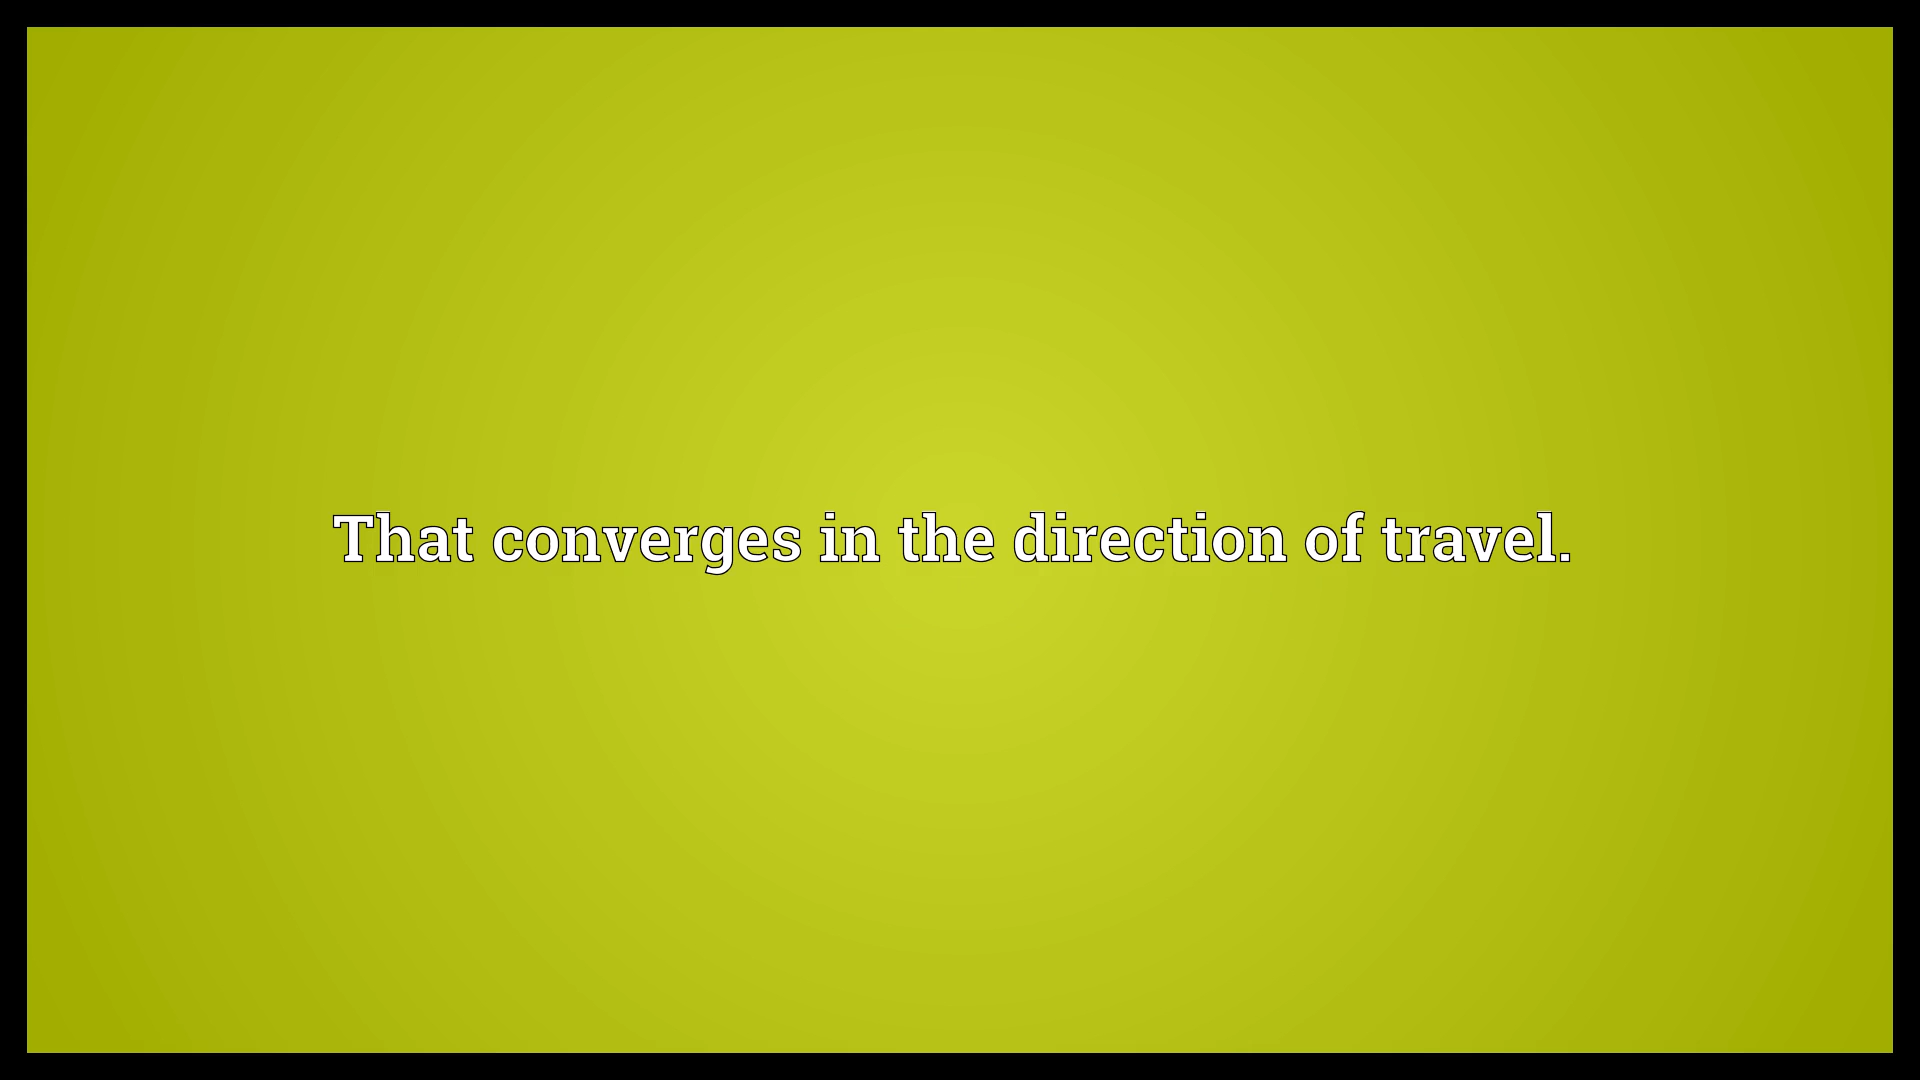 That converges in the direction of travel.